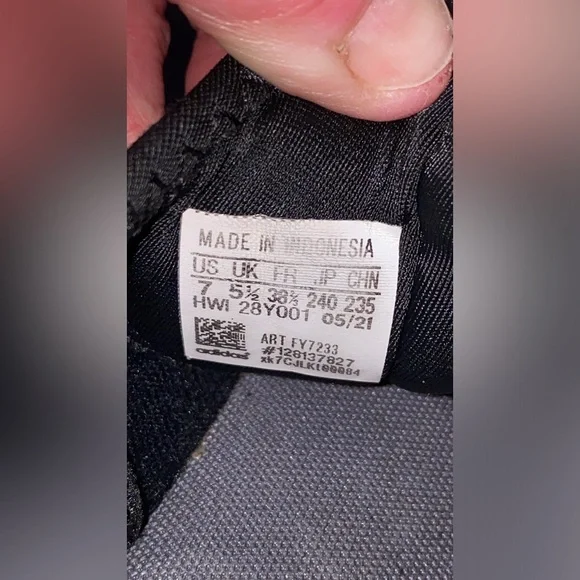 MADE IN INDONESIA
US UK FR JP CHN
7 5½ 38⅔ 240 235
HWI 28Y001 05/21
ART FY7233
adidas #128137827
xk7CJLKt00084